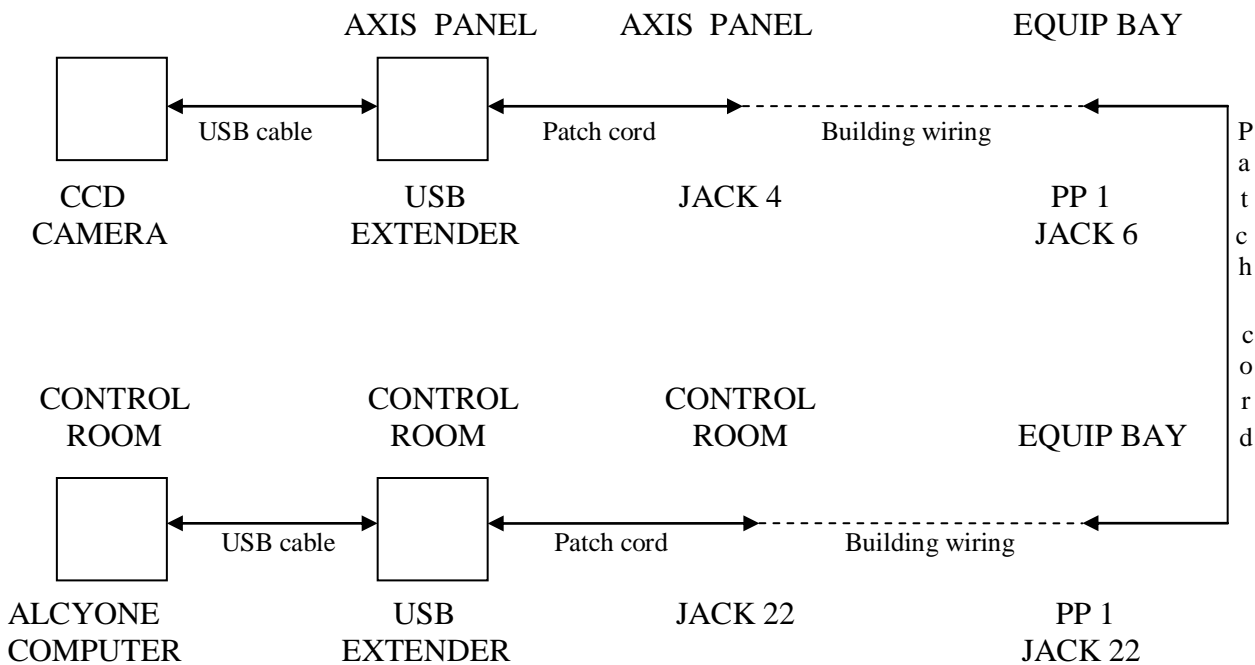 AXIS PANEL
AXIS PANEL
EQUIP BAY
USB cable
Patch cord
Building wiring
Patch cord
CCD
CAMERA
USB
EXTENDER
JACK 4
PP 1
JACK 6
CONTROL
ROOM
CONTROL
ROOM
CONTROL
ROOM
EQUIP BAY
USB cable
Patch cord
Building wiring
ALCYONE
COMPUTER
USB
EXTENDER
JACK 22
PP 1
JACK 22